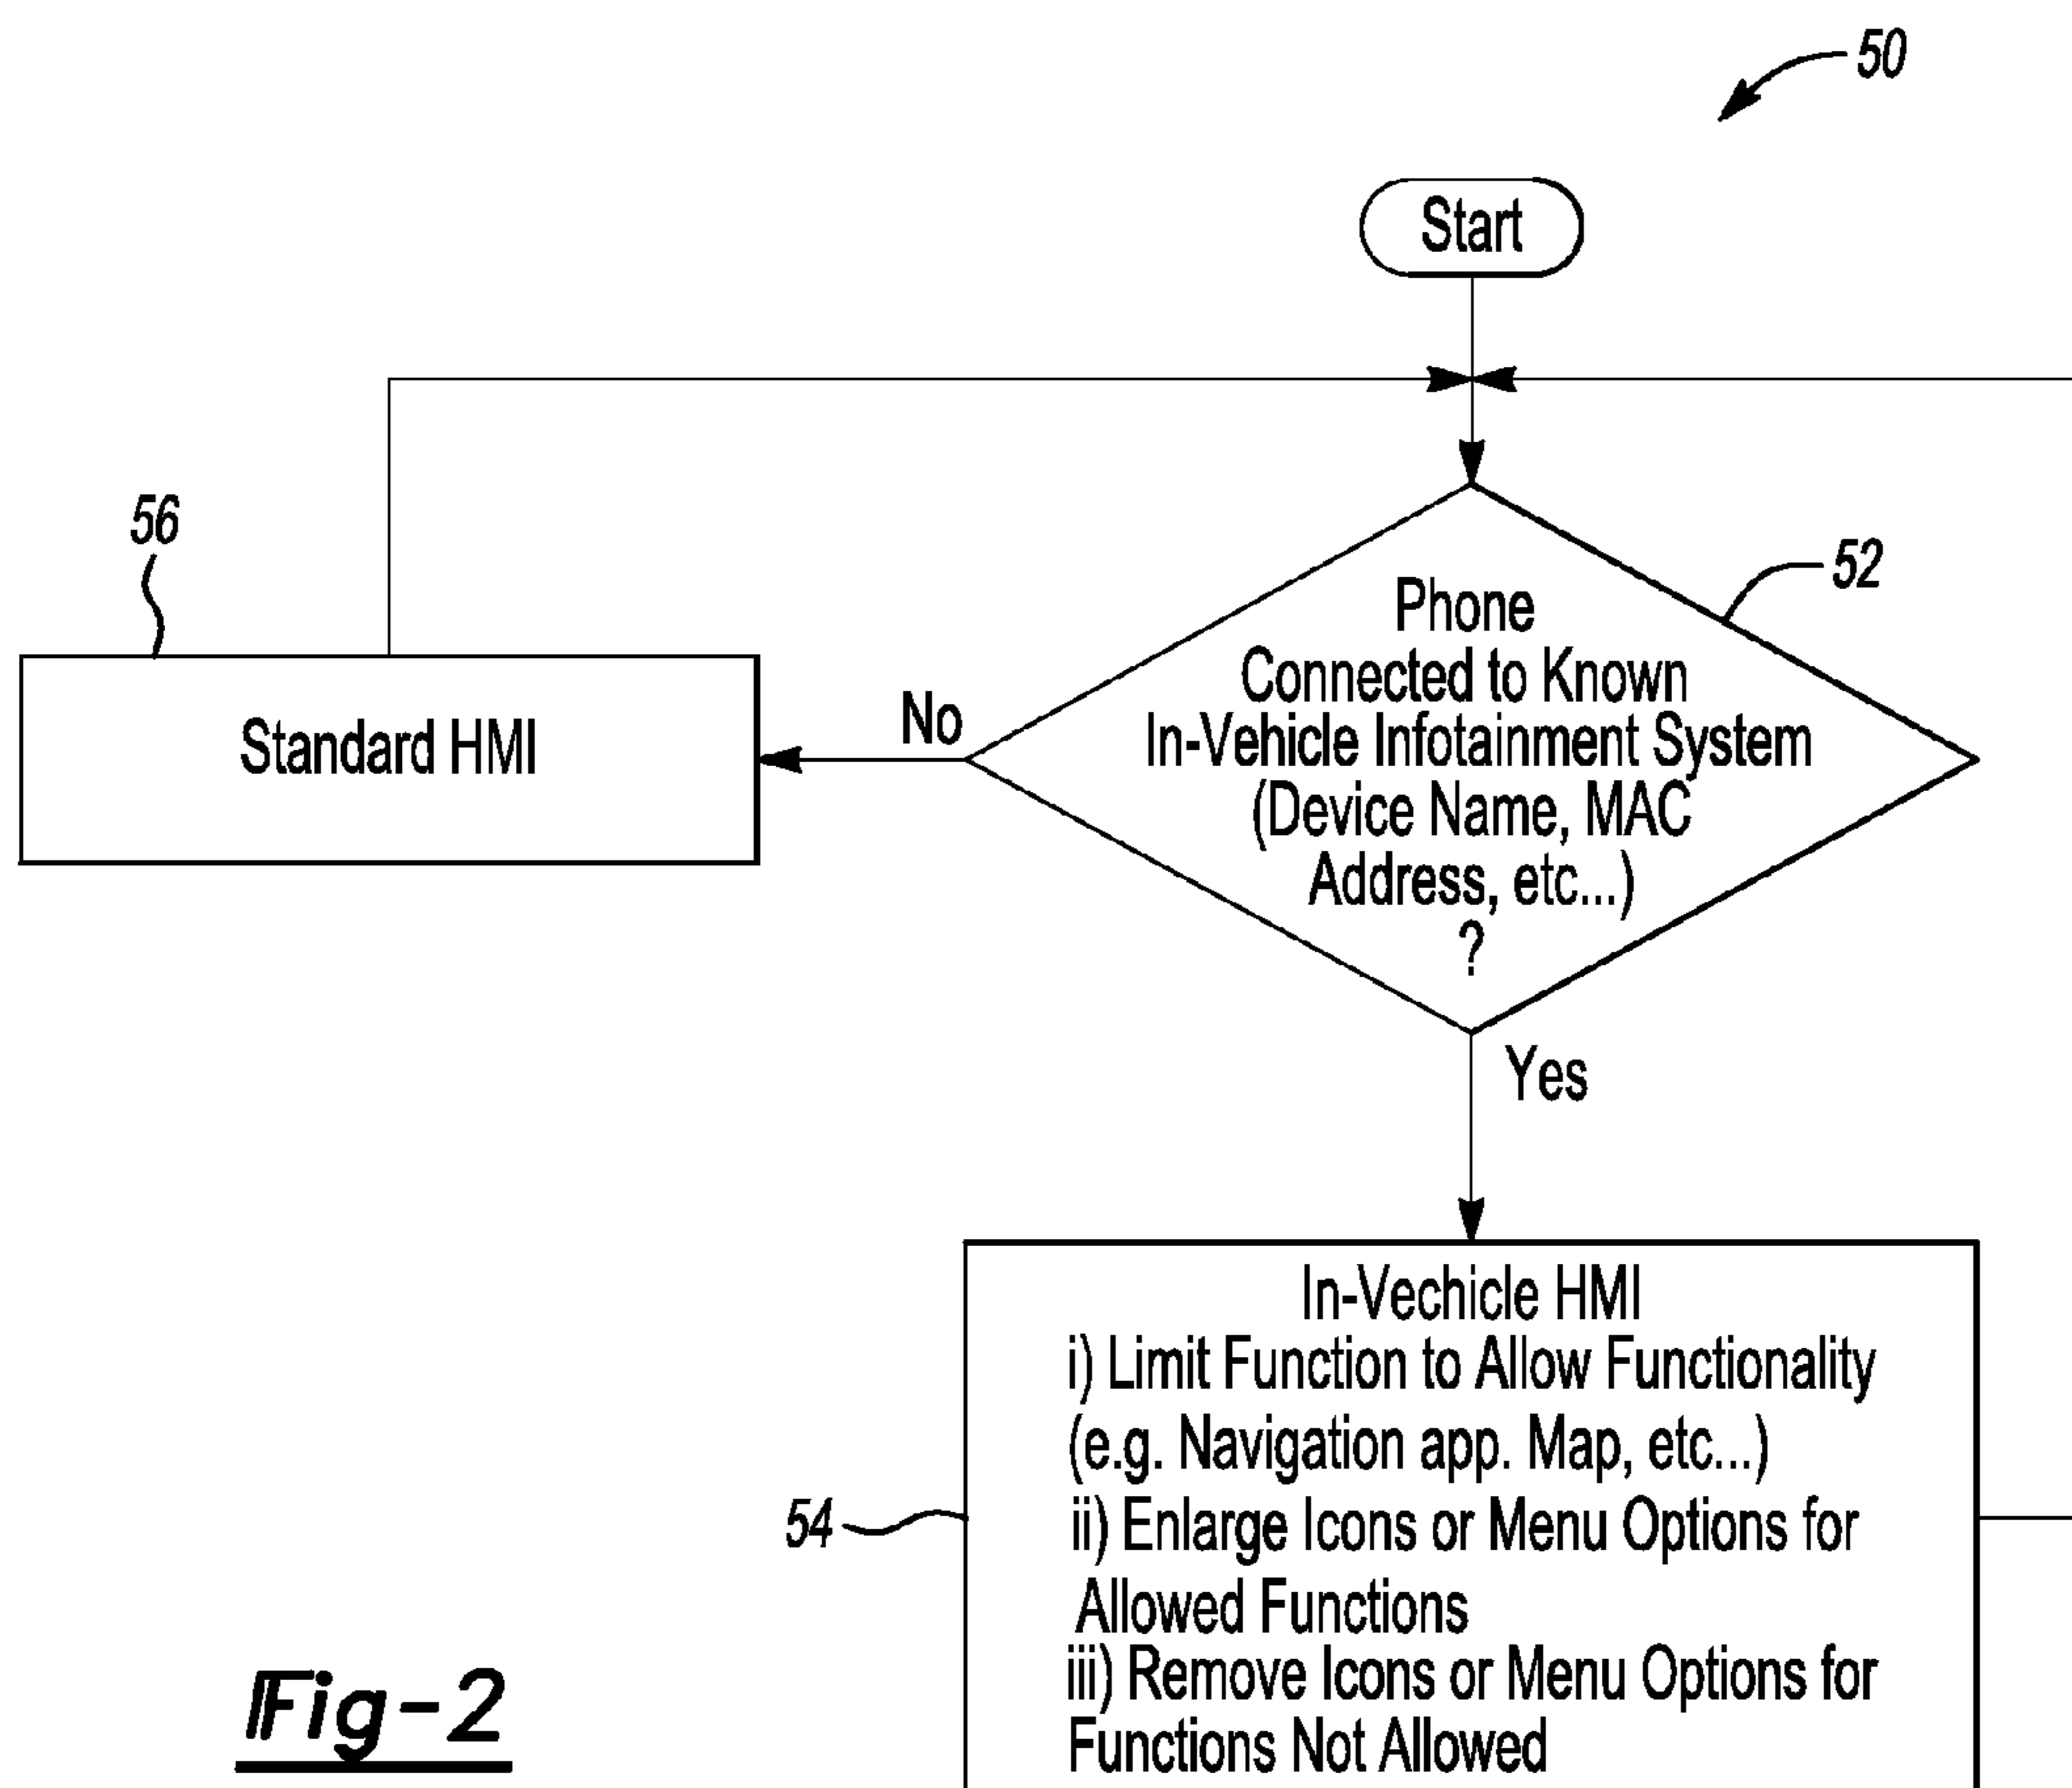 50
Start
56
52
Phone
Connected to Known
In-Vehicle Infotainment System
(Device Name, MAC
Address, etc...)
?
No
Standard HMI
Yes
In-Vechicle HMI
i) Limit Function to Allow Functionality
(e.g. Navigation app. Map, etc...)
ii) Enlarge Icons or Menu Options for
Allowed Functions
iii) Remove Icons or Menu Options for
Functions Not Allowed
54
Fig-2